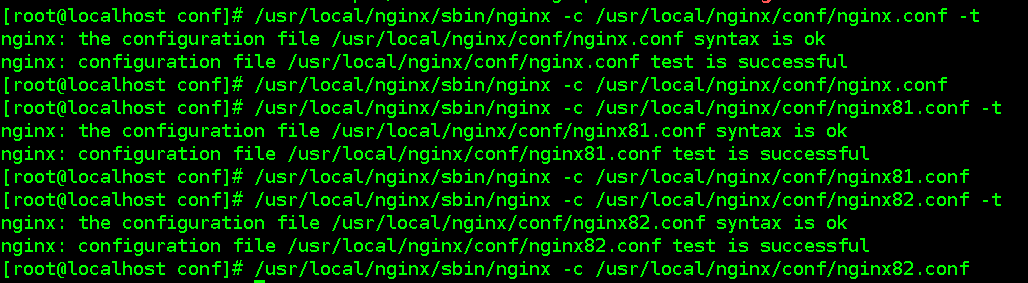 [root@localhost conf]# /usr/local/nginx/sbin/nginx -c /usr/local/nginx/conf/nginx.conf -t
nginx: the configuration file /usr/local/nginx/conf/nginx.conf syntax is ok
nginx: configuration file /usr/local/nginx/conf/nginx.conf test is successful
[root@localhost conf]# /usr/local/nginx/sbin/nginx -c /usr/local/nginx/conf/nginx.conf
[root@localhost conf]# /usr/local/nginx/sbin/nginx -c /usr/local/nginx/conf/nginx81.conf -t
nginx: the configuration file /usr/local/nginx/conf/nginx81.conf syntax is ok
nginx: configuration file /usr/local/nginx/conf/nginx81.conf test is successful
[root@localhost conf]# /usr/local/nginx/sbin/nginx -c /usr/local/nginx/conf/nginx81.conf
[root@localhost conf]# /usr/local/nginx/sbin/nginx -c /usr/local/nginx/conf/nginx82.conf -t
nginx: the configuration file /usr/local/nginx/conf/nginx82.conf syntax is ok
nginx: configuration file /usr/local/nginx/conf/nginx82.conf test is successful
[root@localhost conf]# /usr/local/nginx/sbin/nginx -c /usr/local/nginx/conf/nginx82.conf